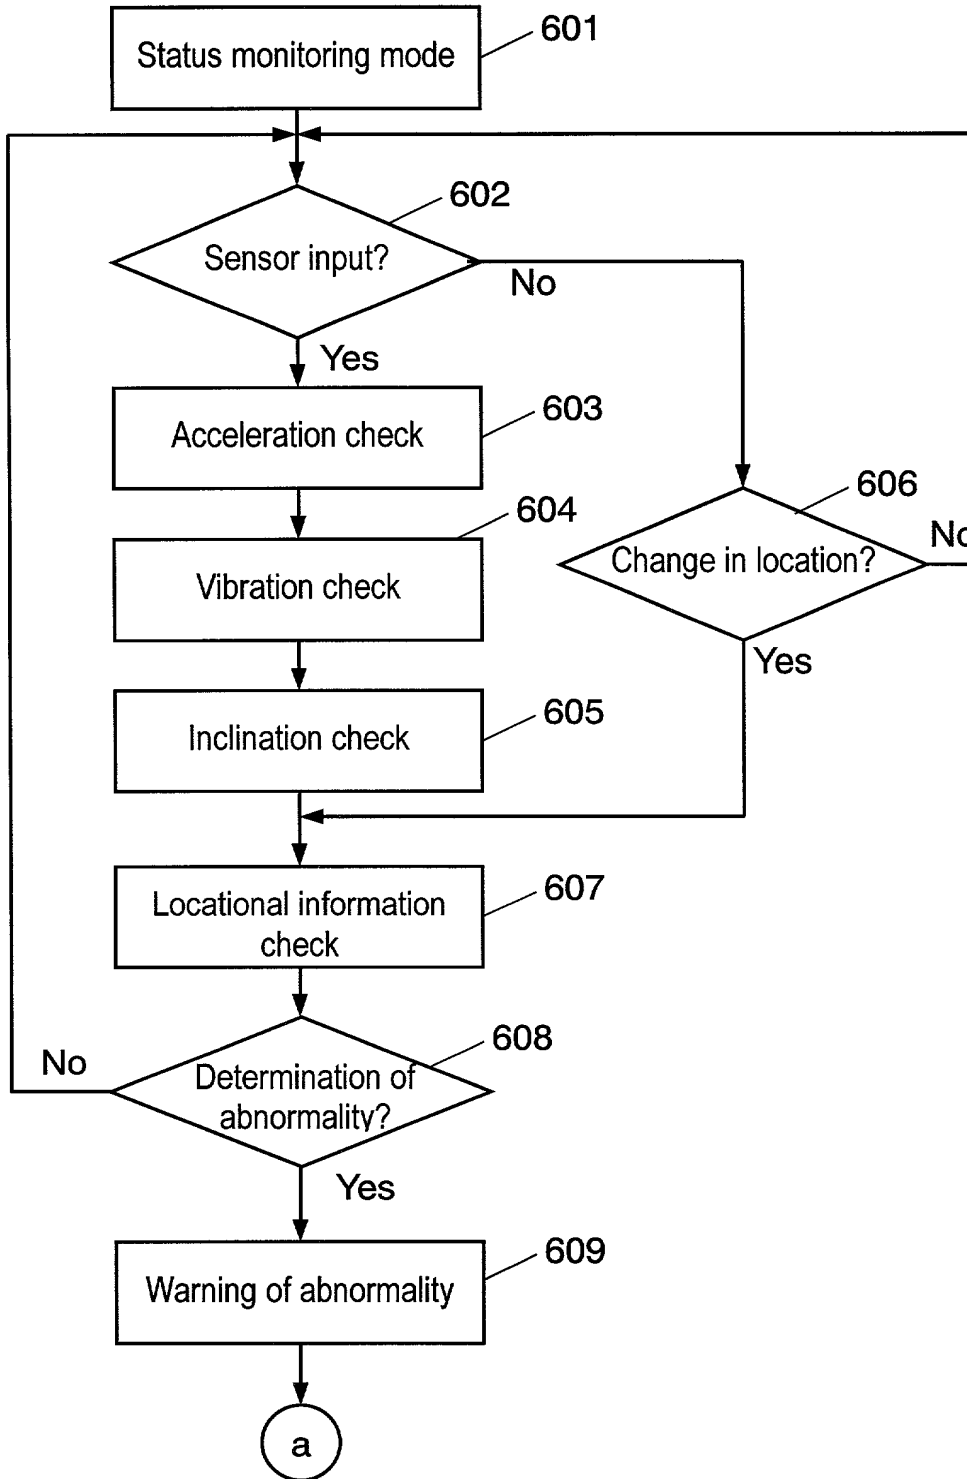 Status monitoring mode
601
Sensor input?
602
No
Yes
Acceleration check
603
Vibration check
604
Change in location?
606
No
Yes
Inclination check
605
Locational information
check
607
Determination of
abnormality?
608
No
Yes
Warning of abnormality
609
a